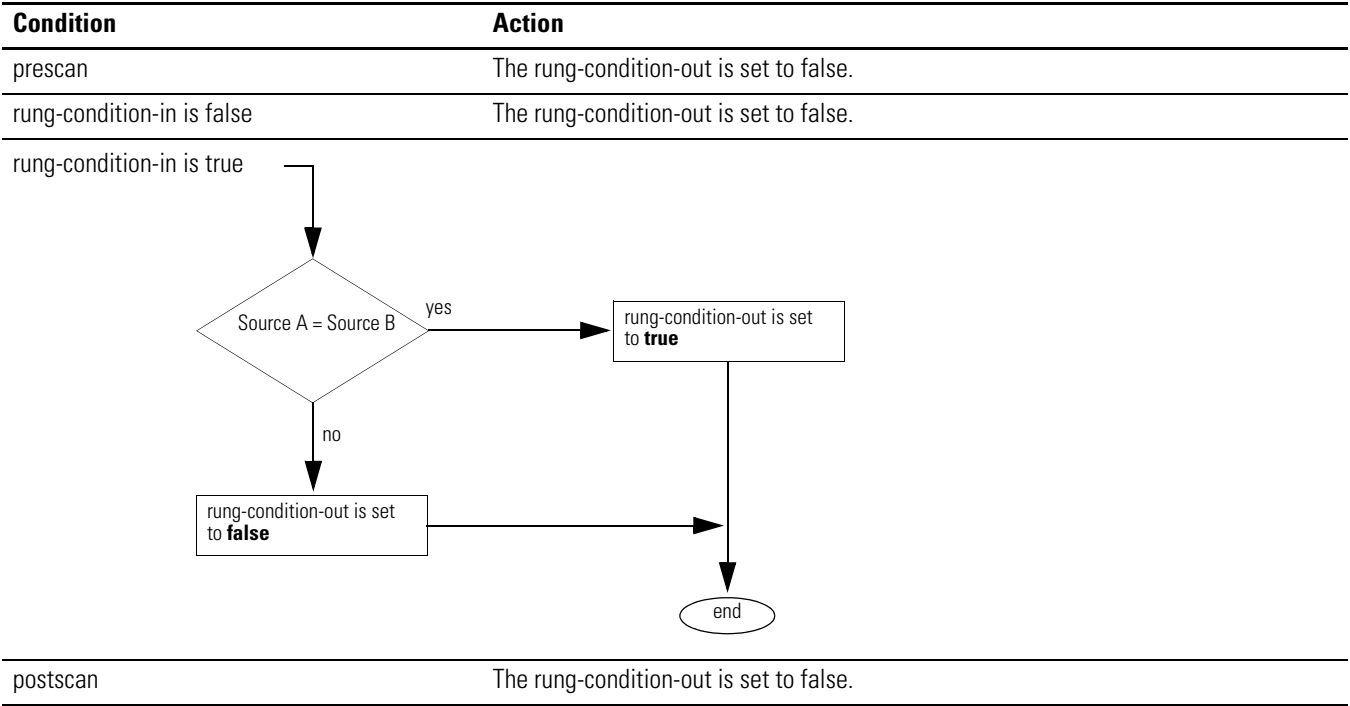 Condition Action
prescan The rung-condition-out is set to false.
rung-condition-in is false The rung-condition-out is set to false.
rung-condition-in is true
Source A = Source B
yes
rung-condition-out is set
to true
no
rung-condition-out is set
to false
end
postscan The rung-condition-out is set to false.